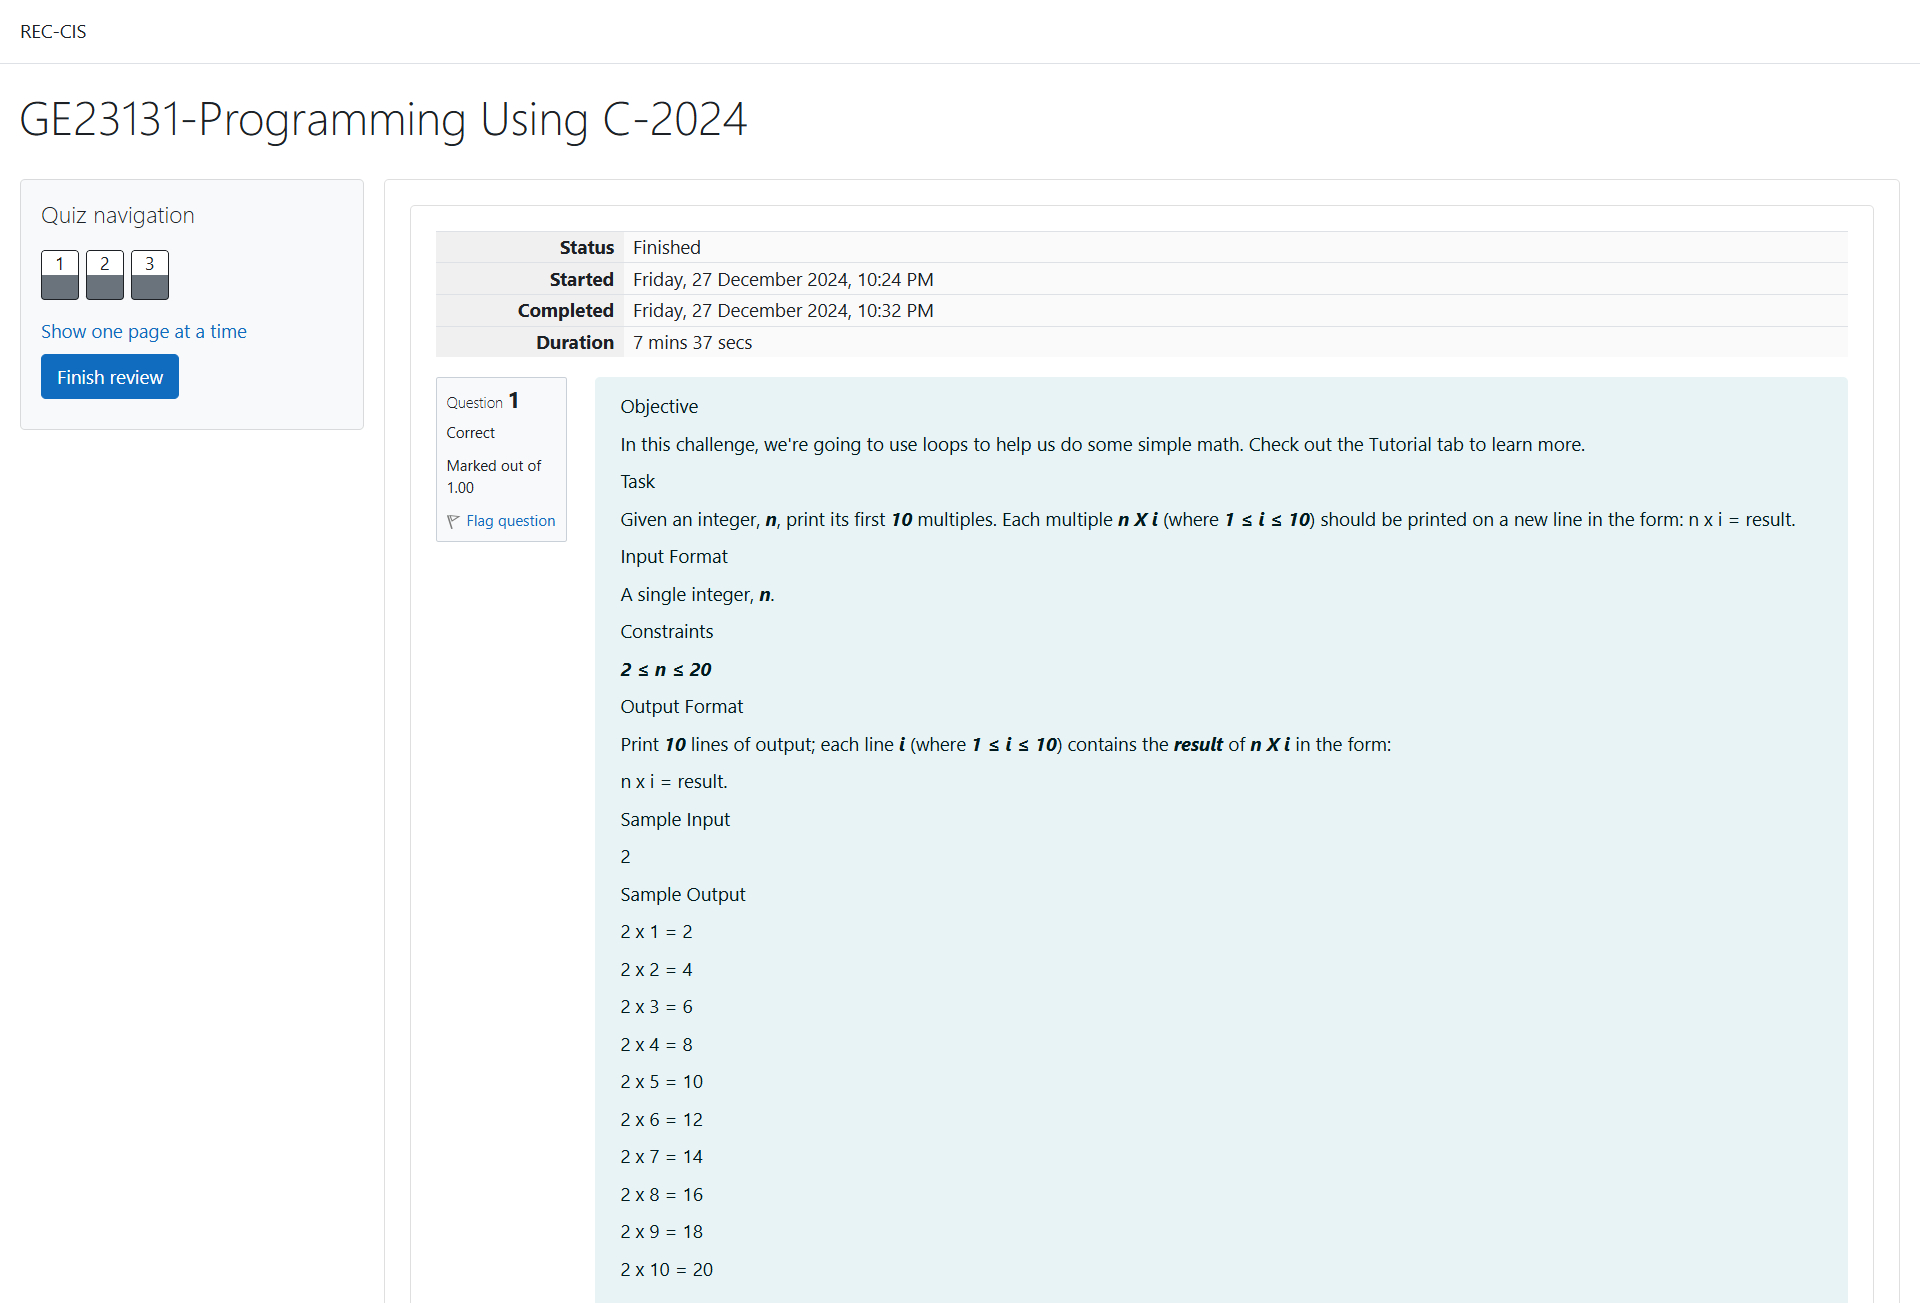 REC-CIS
GE23131-Programming Using C-2024
Quiz navigation
1 2 3
Show one page at a time
Finish review
Status Finished
Started Friday, 27 December 2024, 10:24 PM
Completed Friday, 27 December 2024, 10:32 PM
Duration 7 mins 37 secs
Question 1
Correct
Marked out of
1.00
Flag question
Objective
In this challenge, we're going to use loops to help us do some simple math. Check out the Tutorial tab to learn more.
Task
Given an integer, n, print its first 10 multiples. Each multiple n X i (where 1 ≤ i ≤ 10) should be printed on a new line in the form: n x i = result.
Input Format
A single integer, n.
Constraints
2 ≤ n ≤ 20
Output Format
Print 10 lines of output; each line i (where 1 ≤ i ≤ 10) contains the result of n X i in the form:
n x i = result.
Sample Input
2
Sample Output
2 x 1 = 2
2 x 2 = 4
2 x 3 = 6
2 x 4 = 8
2 x 5 = 10
2 x 6 = 12
2 x 7 = 14
2 x 8 = 16
2 x 9 = 18
2 x 10 = 20